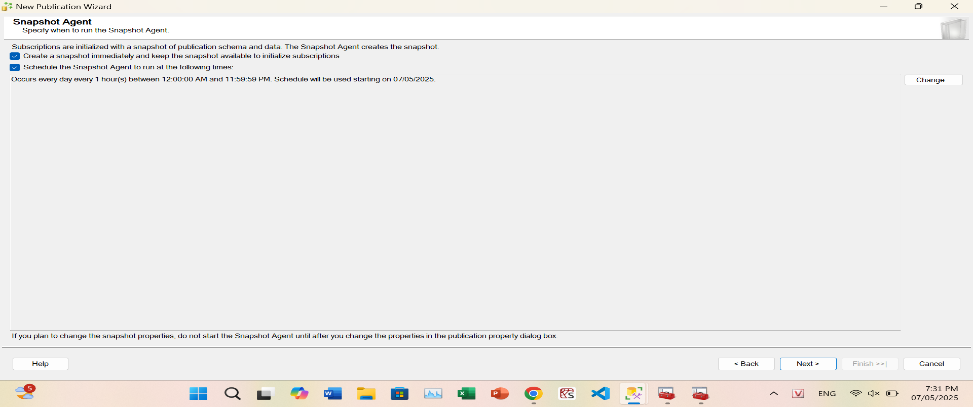 New Publication Wizard
Snapshot Agent
Specify when to run the Snapshot Agent.
Subscriptions are initialized with a snapshot of publication schema and data. The Snapshot Agent creates the snapshot.
Create a snapshot immediately and keep the snapshot available to initialize subscriptions
Schedule the Snapshot Agent to run at the following times:
Occurs every day every 1 hour(s) between 12:00:00 AM and 11:59:59 PM. Schedule will be used starting on 07/05/2025.
Change...
If you plan to change the snapshot properties, do not start the Snapshot Agent until after you change the properties in the publication property dialog box.
Help
< Back
Next >
Finish >>|
Cancel
5
ENG
7:31 PM
07/05/2025